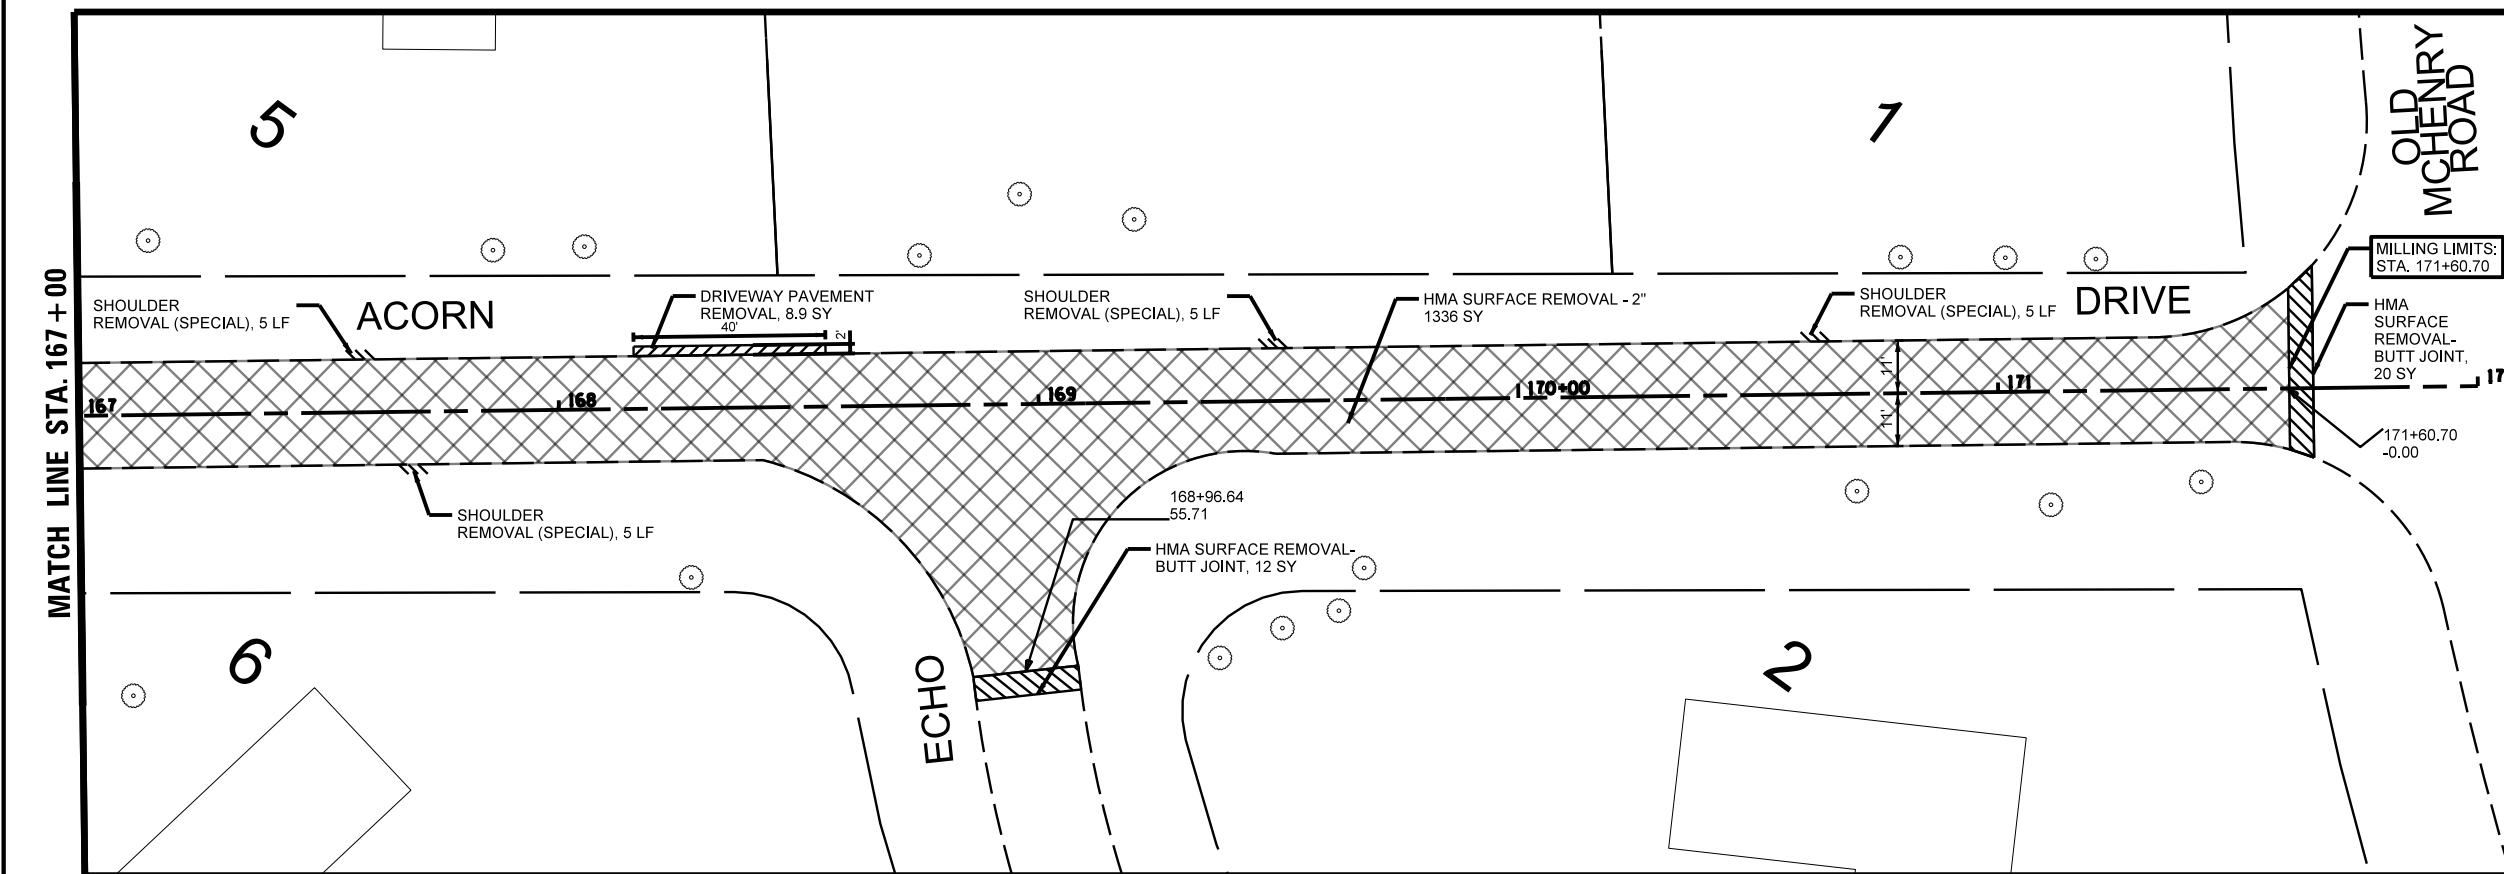 5
1
OLD
MCHENRY
ROAD
MATCH LINE STA. 167+00
SHOULDER
REMOVAL (SPECIAL), 5 LF
ACORN
DRIVEWAY PAVEMENT
REMOVAL, 8.9 SY
40'
2'
SHOULDER
REMOVAL (SPECIAL), 5 LF
HMA SURFACE REMOVAL - 2"
1336 SY
SHOULDER
REMOVAL (SPECIAL), 5 LF
DRIVE
MILLING LIMITS:
STA. 171+60.70
HMA
SURFACE
REMOVAL-
BUTT JOINT,
20 SY
167
168
169
170+00
11'
11'
171
17
171+60.70
-0.00
SHOULDER
REMOVAL (SPECIAL), 5 LF
168+96.64
55.71
HMA SURFACE REMOVAL-
BUTT JOINT, 12 SY
6
ECHO
2